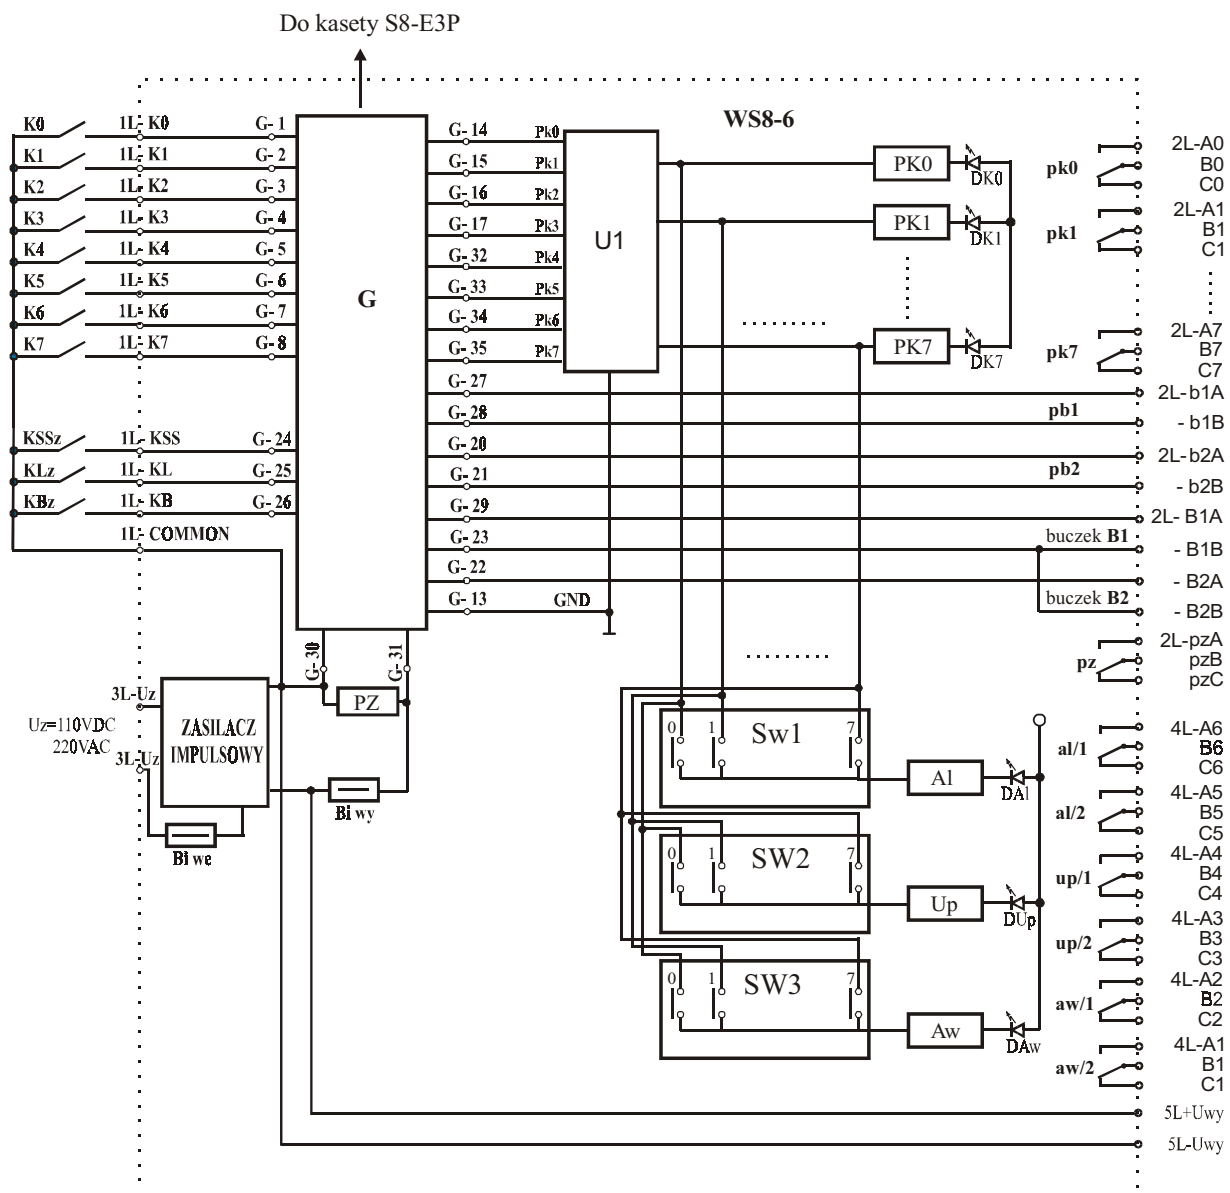 Do kasety S8-E3P
WS8-6
K0 1L- K0 G- 1
K1 1L- K1 G- 2
K2 1L- K2 G- 3
K3 1L- K3 G- 4
K4 1L- K4 G- 5
K5 1L- K5 G- 6
K6 1L- K6 G- 7
K7 1L- K7 G- 8
KSSz 1L- KSS G- 24
KLz 1L- KL G- 25
KBz 1L- KB G- 26
1L- COMMON
G
G- 14 Pk0
G- 15 Pk1
G- 16 Pk2
G- 17 Pk3
G- 32 Pk4
G- 33 Pk5
G- 34 Pk6
G- 35 Pk7
G- 27
G- 28
G- 20
G- 21
G- 29
G- 23
G- 22
G- 13 GND
U1
PK0 DK0
PK1 DK1
PK7 DK7
pk0
2L-A0
B0
C0
pk1
2L-A1
B1
C1
pk7
2L-A7
B7
C7
2L-b1A
pb1
- b1B
2L-b2A
pb2
- b2B
2L- B1A
buczek B1
- B1B
- B2A
buczek B2
- B2B
pz
2L-pzA
pzB
pzC
G- 30
G- 31
PZ
3L-Uz
Uz=110VDC
220VAC
3L-Uz
ZASILACZ
IMPULSOWY
Bi we
Bi wy
0 1 7
Sw1
Al
DAl
0 1 7
SW2
Up
DUp
0 1 7
SW3
Aw
DAw
al/1
4L-A6
B6
C6
al/2
4L-A5
B5
C5
up/1
4L-A4
B4
C4
up/2
4L-A3
B3
C3
aw/1
4L-A2
B2
C2
aw/2
4L-A1
B1
C1
5L+Uwy
5L-Uwy